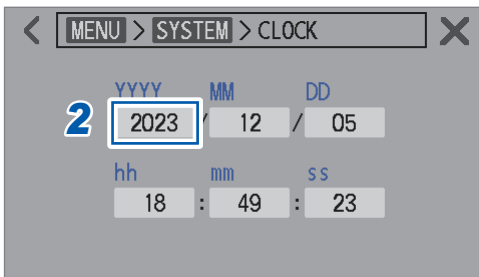 < MENU > SYSTEM > CLOCK X
YYYY MM DD
2 2023 / 12 / 05
hh mm ss
18 : 49 : 23